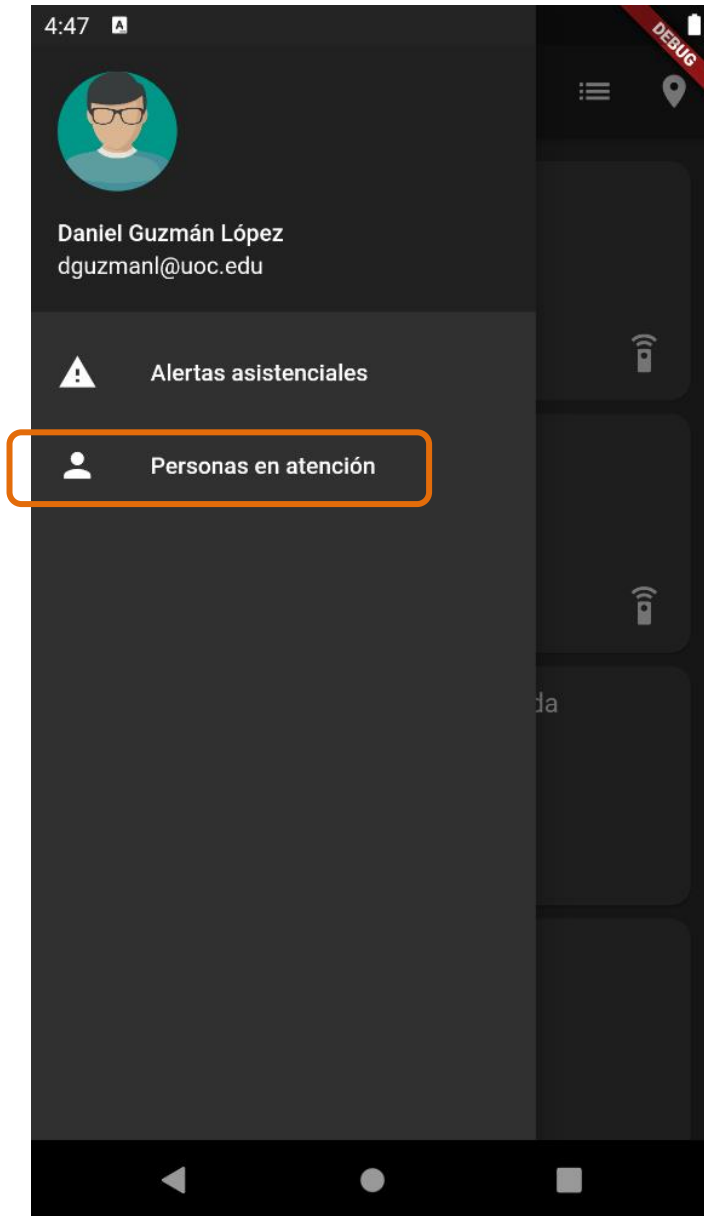 4:47 A
DEBUG
Daniel Guzmán López
dguzmanl@uoc.edu
Alertas asistenciales
Personas en atención
da